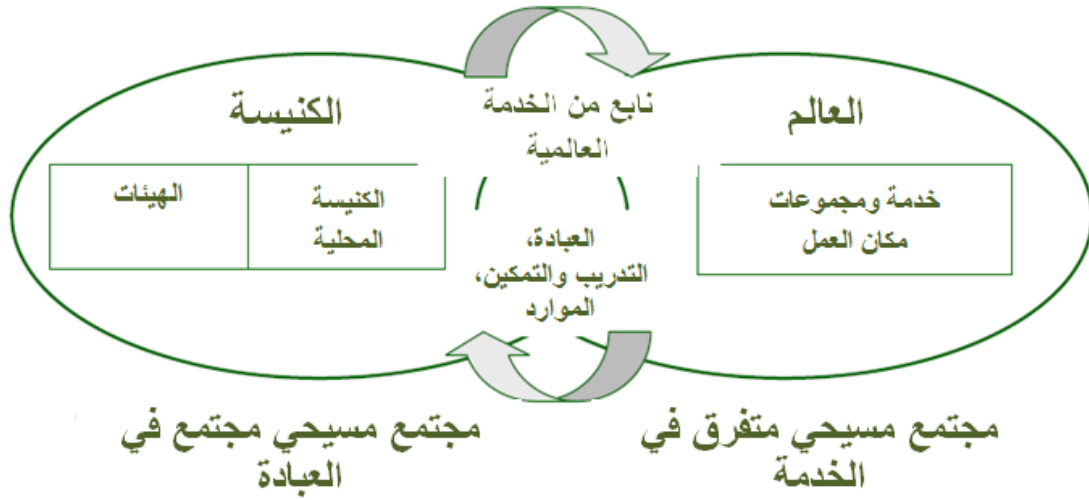 الكنيسة
نابع من الخدمة
العالمية
العالم
الهيئات
الكنيسة
المحلية
خدمة ومجموعات
مكان العمل
العبادة،
التدريب والتمكين،
الموارد
مجتمع مسيحي مجتمع في
العبادة
مجتمع مسيحي متفرق في
الخدمة